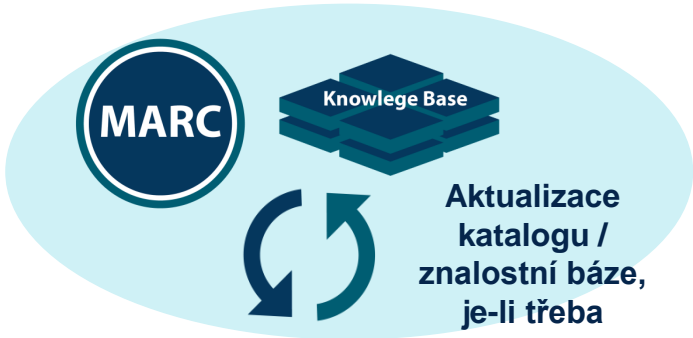 MARC
Knowlege Base
Aktualizace
katalogu /
znalostní báze,
je-li třeba